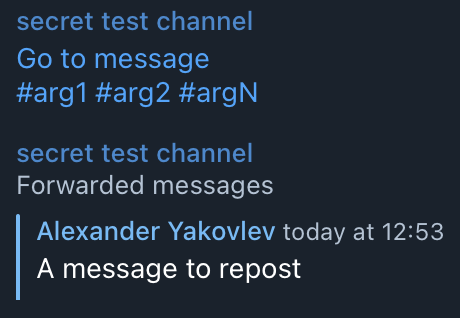 secret test channel
Go to message
#arg1 #arg2 #argN
secret test channel
Forwarded messages
Alexander Yakovlev today at 12:53
A message to repost